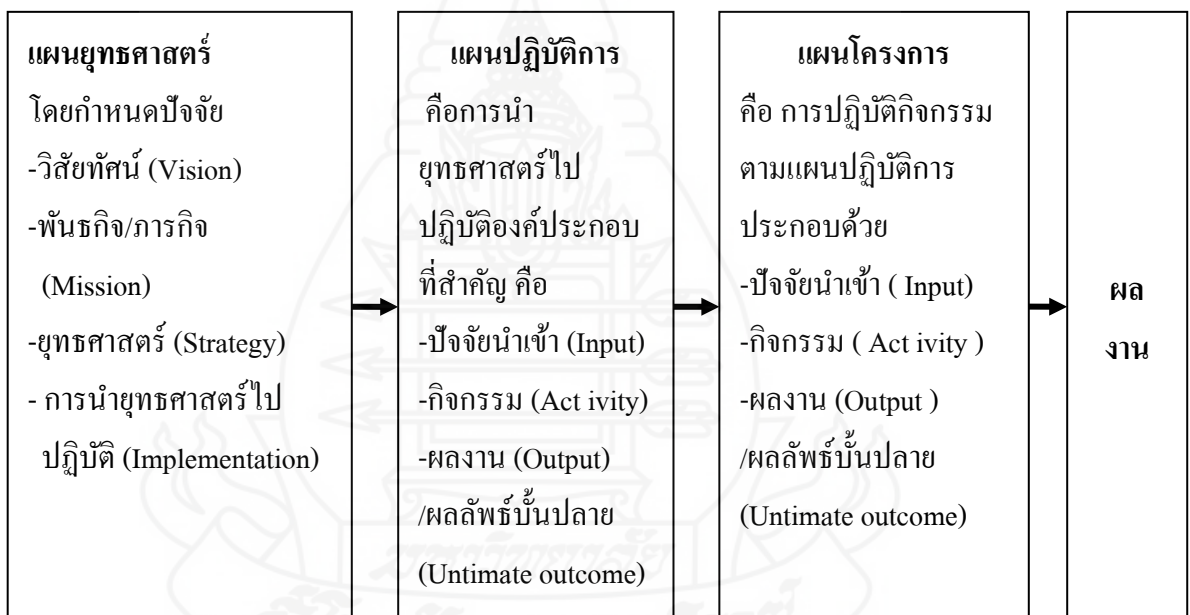 แผนยุทธศาสตร์
โดยกำหนดปัจจัย
-วิสัยทัศน์ (Vision)
-พันธกิจ/ภารกิจ
(Mission)
-ยุทธศาสตร์ (Strategy)
- การนำยุทธศาสตร์ไป
ปฏิบัติ (Implementation)
แผนปฏิบัติการ
คือการนำ
ยุทธศาสตร์ไป
ปฏิบัติองค์ประกอบ
ที่สำคัญ คือ
-ปัจจัยนำเข้า (Input)
-กิจกรรม (Act ivity)
-ผลงาน (Output)
/ผลลัพธ์บั้นปลาย
(Untimate outcome)
แผนโครงการ
คือ การปฏิบัติกิจกรรม
ตามแผนปฏิบัติการ
ประกอบด้วย
-ปัจจัยนำเข้า ( Input)
-กิจกรรม ( Act ivity )
-ผลงาน (Output )
/ผลลัพธ์บั้นปลาย
(Untimate outcome)
ผล
งาน